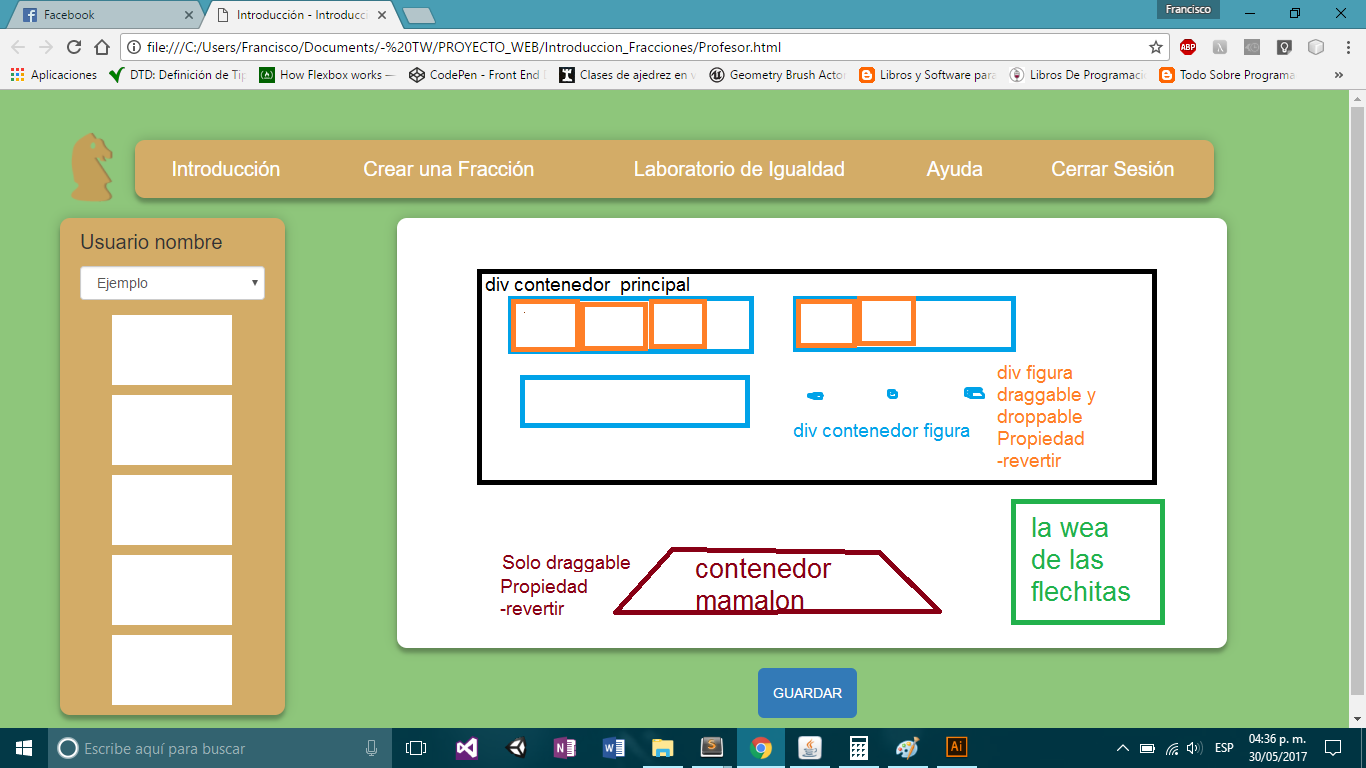 Facebook
Introducción - Introducc
Francisco
file:///C:/Users/Francisco/Documents/-%20TW/PROYECTO_WEB/Introduccion_Fracciones/Profesor.html
ABP
Aplicaciones
DTD: Definición de Tip
How Flexbox works —
CodePen - Front End
Clases de ajedrez en v
Geometry Brush Actor
Libros y Software para
Libros De Programaci
Todo Sobre Programa
»
Introducción
Crear una Fracción
Laboratorio de Igualdad
Ayuda
Cerrar Sesión
Usuario nombre
Ejemplo
div contenedor principal
div figura
draggable y
droppable
Propiedad
-revertir
div contenedor figura
la wea
de las
flechitas
Solo draggable
Propiedad
-revertir
contenedor
mamalon
GUARDAR
Escribe aquí para buscar
ESP
04:36 p. m.
30/05/2017